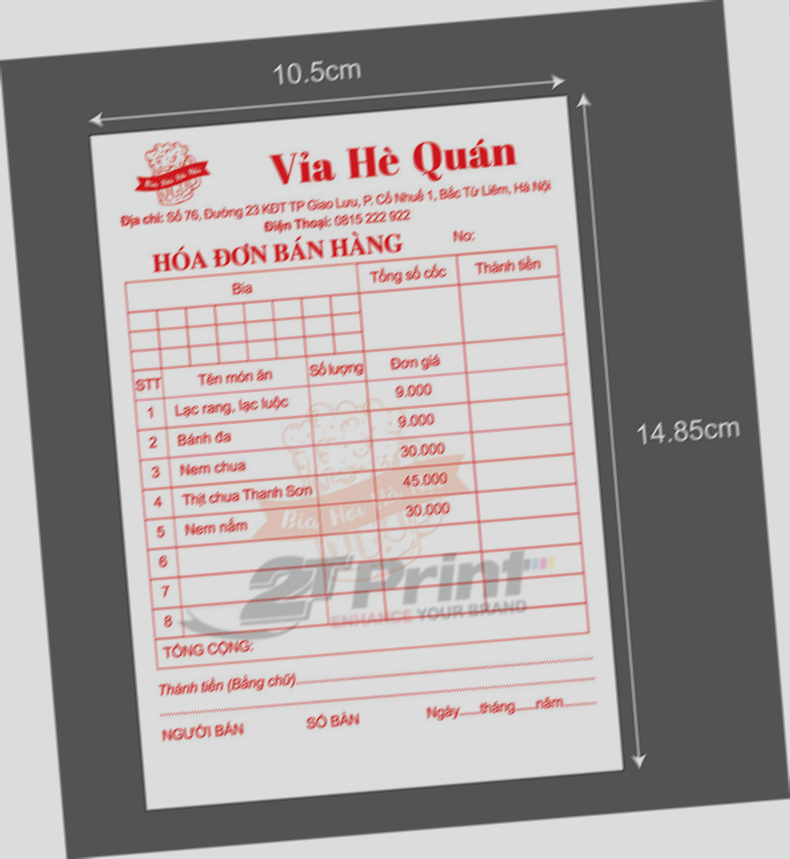 10.5cm
Bia Hơi Hà Nội
Vỉa Hè Quán
Địa chỉ: Số 76, Đường 23 KĐT TP Giao Lưu, P. Cổ Nhuế 1, Bắc Từ Liêm, Hà Nội
Điện Thoại: 0815 222 922
HÓA ĐƠN BÁN HÀNG No:
Bia Tổng số cốc Thành tiền
STT Tên món ăn Số lượng Đơn giá
1 Lạc rang, lạc luộc 9.000
2 Bánh đa 9.000
3 Nem chua 30.000
4 Thịt chua Thanh Sơn 45.000
5 Nem nắm 30.000
6
7
8
Bia Hơi Hà Nội
2T Print
ENHANCE YOUR BRAND
TỔNG CỘNG:
Thành tiền (Bằng chữ)
NGƯỜI BÁN SỐ BÀN Ngày......tháng......năm.........
14.85cm